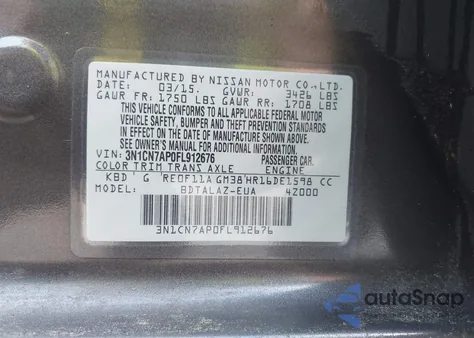 MANUFACTURED BY NISSAN MOTOR CO.,LTD.
DATE: 03/15. GVWR: 3426 LBS
GAWR FR: 1750 LBS GAWR RR: 1708 LBS
THIS VEHICLE CONFORMS TO ALL APPLICABLE FEDERAL MOTOR
VEHICLE SAFETY, BUMPER AND THEFT PREVENTION STANDARDS
IN EFFECT ON THE DATE OF MANUFACTURE SHOWN ABOVE.
SEE OWNER'S MANUAL FOR ADDITIONAL INFORMATION
VIN: 3N1CN7AP0FL912676 PASSENGER CAR.
COLOR TRIM TRANS AXLE ENGINE
KBD G RE0F11A GM38 HR16DE1598 CC
BDTALAZ-EUA 42000
3N1CN7AP0FL912676
autoSnap